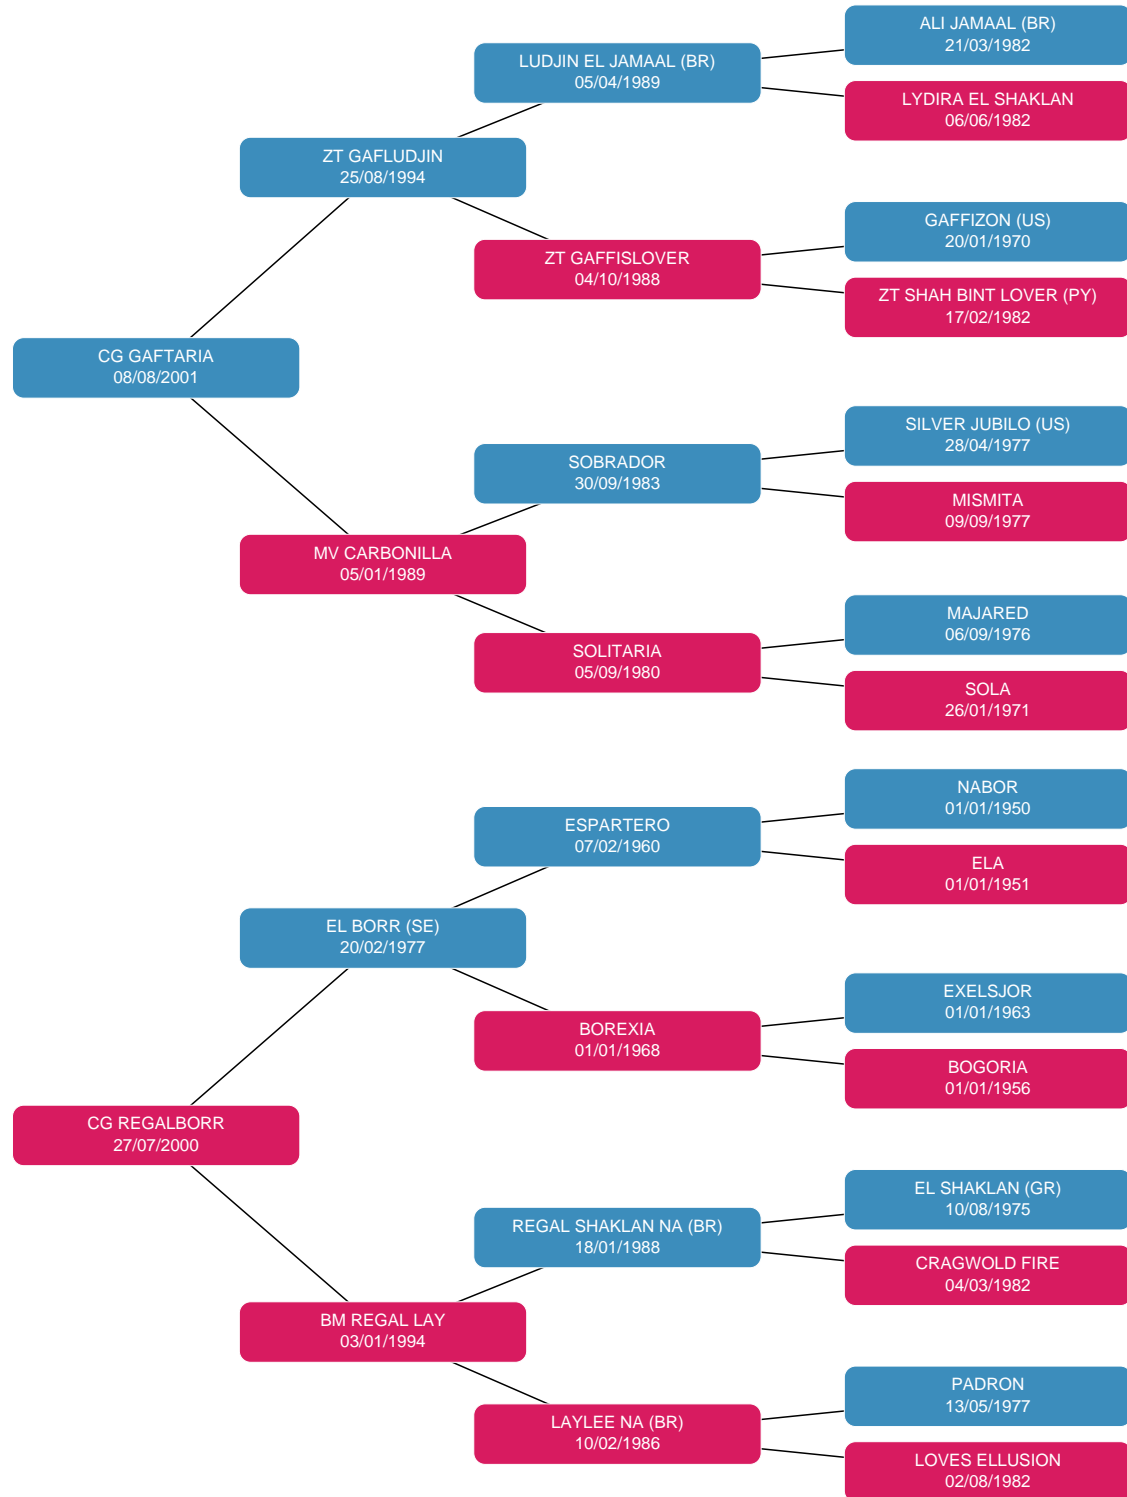 ALI JAMAAL (BR)
21/03/1982
LUDJIN EL JAMAAL (BR)
05/04/1989
LYDIRA EL SHAKLAN
06/06/1982
ZT GAFLUDJIN
25/08/1994
GAFFIZON (US)
20/01/1970
ZT GAFFISLOVER
04/10/1988
ZT SHAH BINT LOVER (PY)
17/02/1982
CG GAFTARIA
08/08/2001
SILVER JUBILO (US)
28/04/1977
SOBRADOR
30/09/1983
MISMITA
09/09/1977
MV CARBONILLA
05/01/1989
MAJARED
06/09/1976
SOLITARIA
05/09/1980
SOLA
26/01/1971
NABOR
01/01/1950
ESPARTERO
07/02/1960
ELA
01/01/1951
EL BORR (SE)
20/02/1977
EXELSJOR
01/01/1963
BOREXIA
01/01/1968
BOGORIA
01/01/1956
CG REGALBORR
27/07/2000
EL SHAKLAN (GR)
10/08/1975
REGAL SHAKLAN NA (BR)
18/01/1988
CRAGWOLD FIRE
04/03/1982
BM REGAL LAY
03/01/1994
PADRON
13/05/1977
LAYLEE NA (BR)
10/02/1986
LOVES ELLUSION
02/08/1982